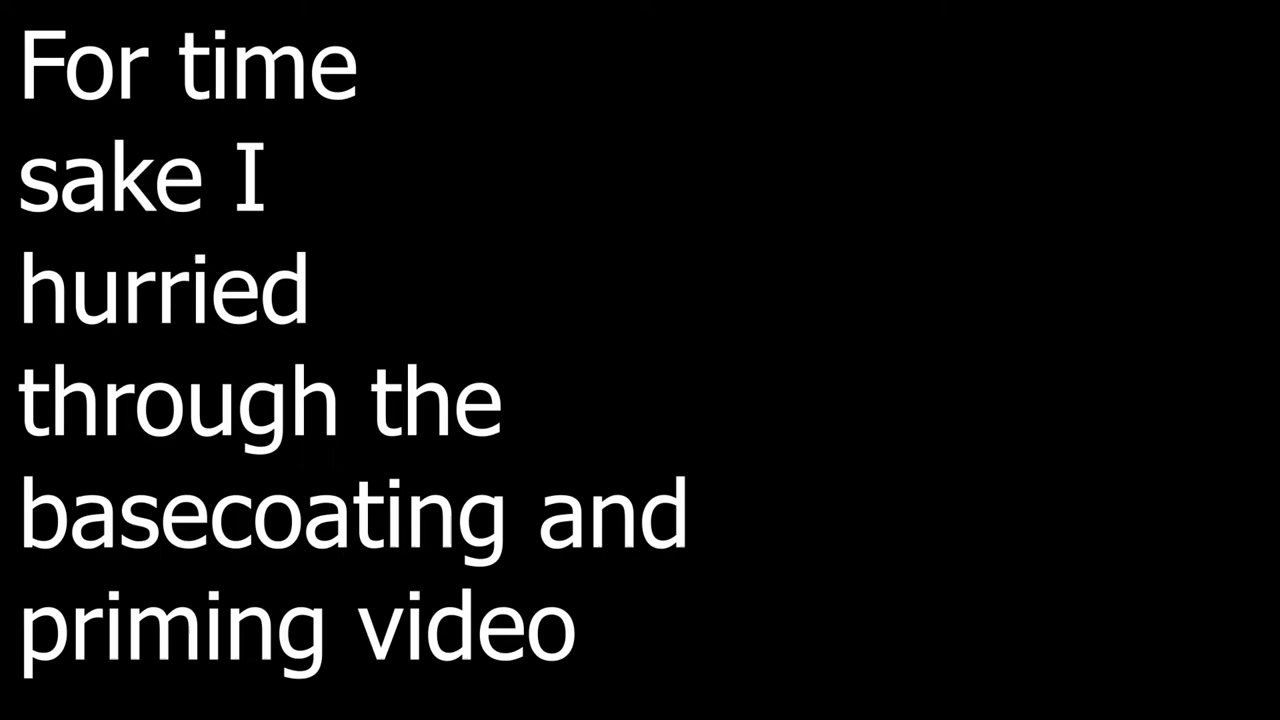 For time
sake I
hurried
through the
basecoating and
priming video